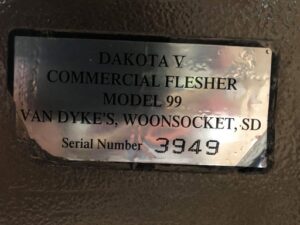 DAKOTA V
COMMERCIAL FLESHER
MODEL 99
VAN DYKE'S, WOONSOCKET, SD
Serial Number 3949